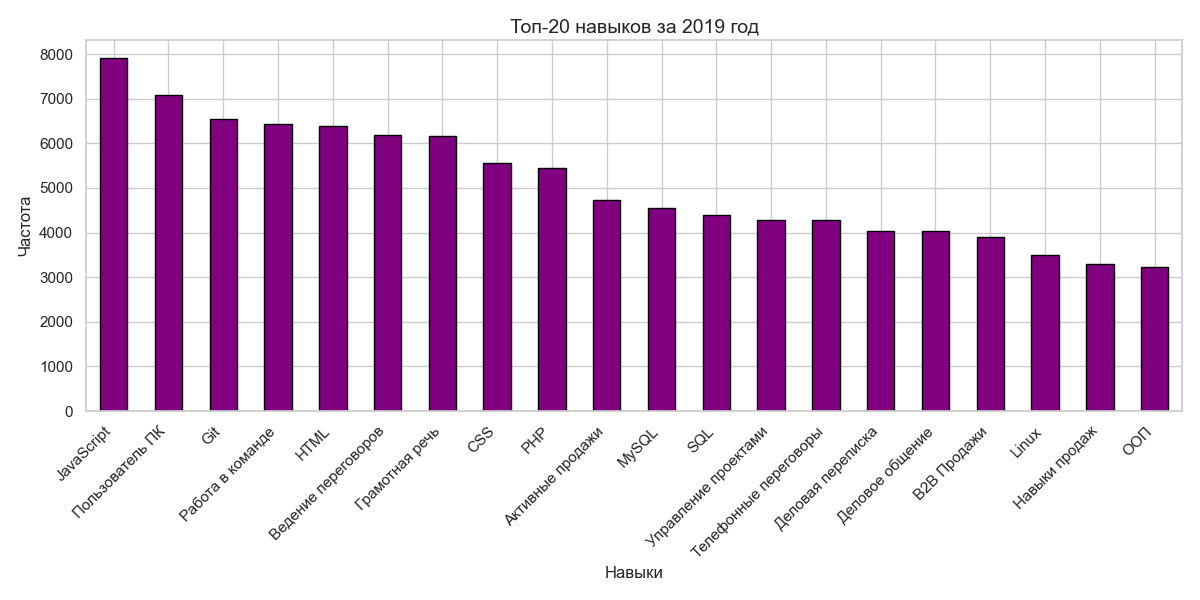 Топ-20 навыков за 2019 год
Частота
8000
7000
6000
5000
4000
3000
2000
1000
0
JavaScript
Пользователь ПК
Git
Работа в команде
HTML
Ведение переговоров
Грамотная речь
CSS
PHP
Активные продажи
MySQL
SQL
Управление проектами
Телефонные переговоры
Деловая переписка
Деловое общение
B2B Продажи
Linux
Навыки продаж
ООП
Навыки